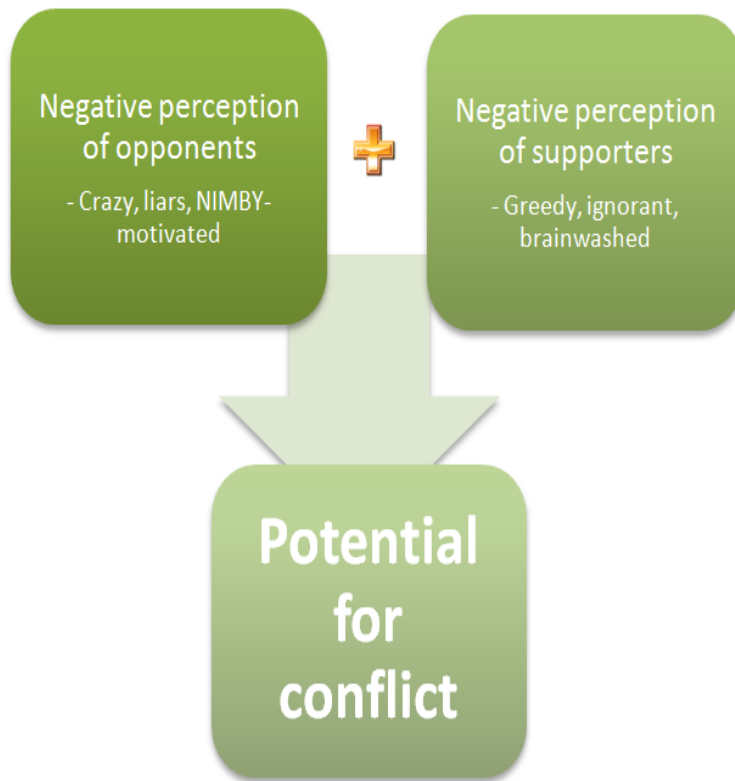 Negative perception
of opponents
- Crazy, liars, NIMBY-
motivated
Negative perception
of supporters
- Greedy, ignorant,
brainwashed
Potential
for
conflict